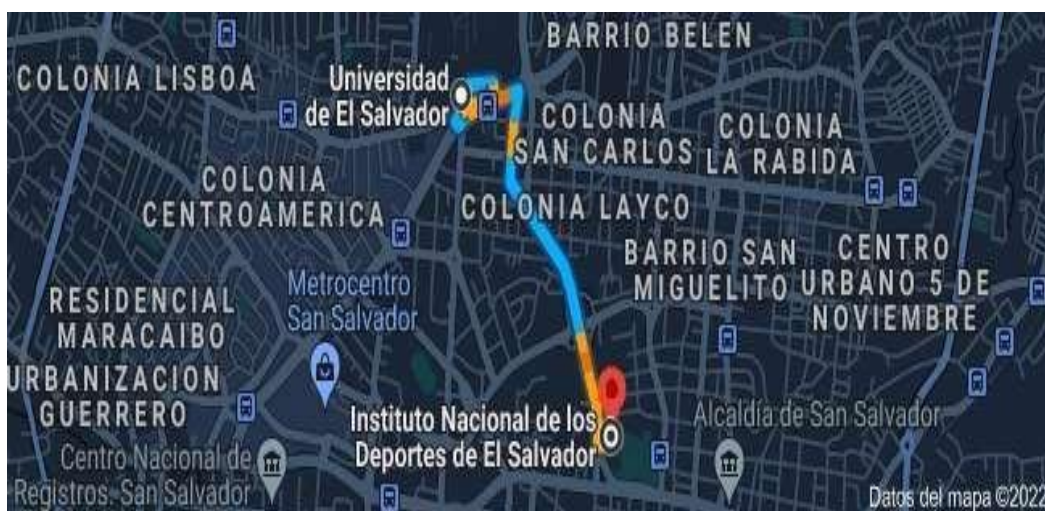 BARRIO BELEN
COLONIA LISBOA
Universidad
de El Salvador
COLONIA
SAN CARLOS
COLONIA
LA RABIDA
COLONIA
CENTROAMERICA
COLONIA LAYCO
BARRIO SAN
MIGUELITO
CENTRO
URBANO 5 DE
NOVIEMBRE
Metrocentro
San Salvador
RESIDENCIAL
MARACAIBO
URBANIZACION
GUERRERO
Instituto Nacional de los
Deportes de El Salvador
Alcaldía de San Salvador
Centro Nacional de
Registros. San Salvador
Datos del mapa ©2022